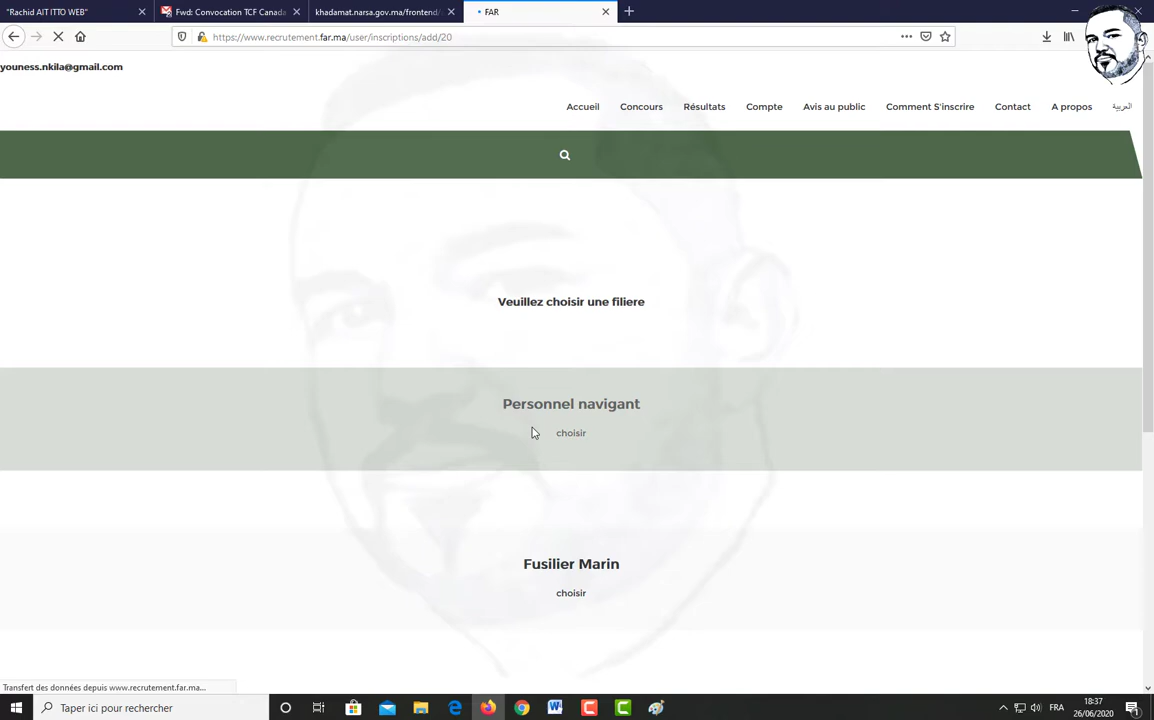 "Rachid AIT ITTO WEB"
Fwd: Convocation TCF Canada
khadamat.narsa.gov.ma/frontend/
FAR
https://www.recrutement.far.ma/user/inscriptions/add/20
youness.nkila@gmail.com
Accueil Concours Résultats Compte Avis au public Comment S'inscrire Contact A propos العربية
Veuillez choisir une filiere
Personnel navigant
choisir
Fusilier Marin
choisir
Transfert des données depuis www.recrutement.far.ma...
Taper ici pour rechercher
FRA
18:37
26/06/2020
1